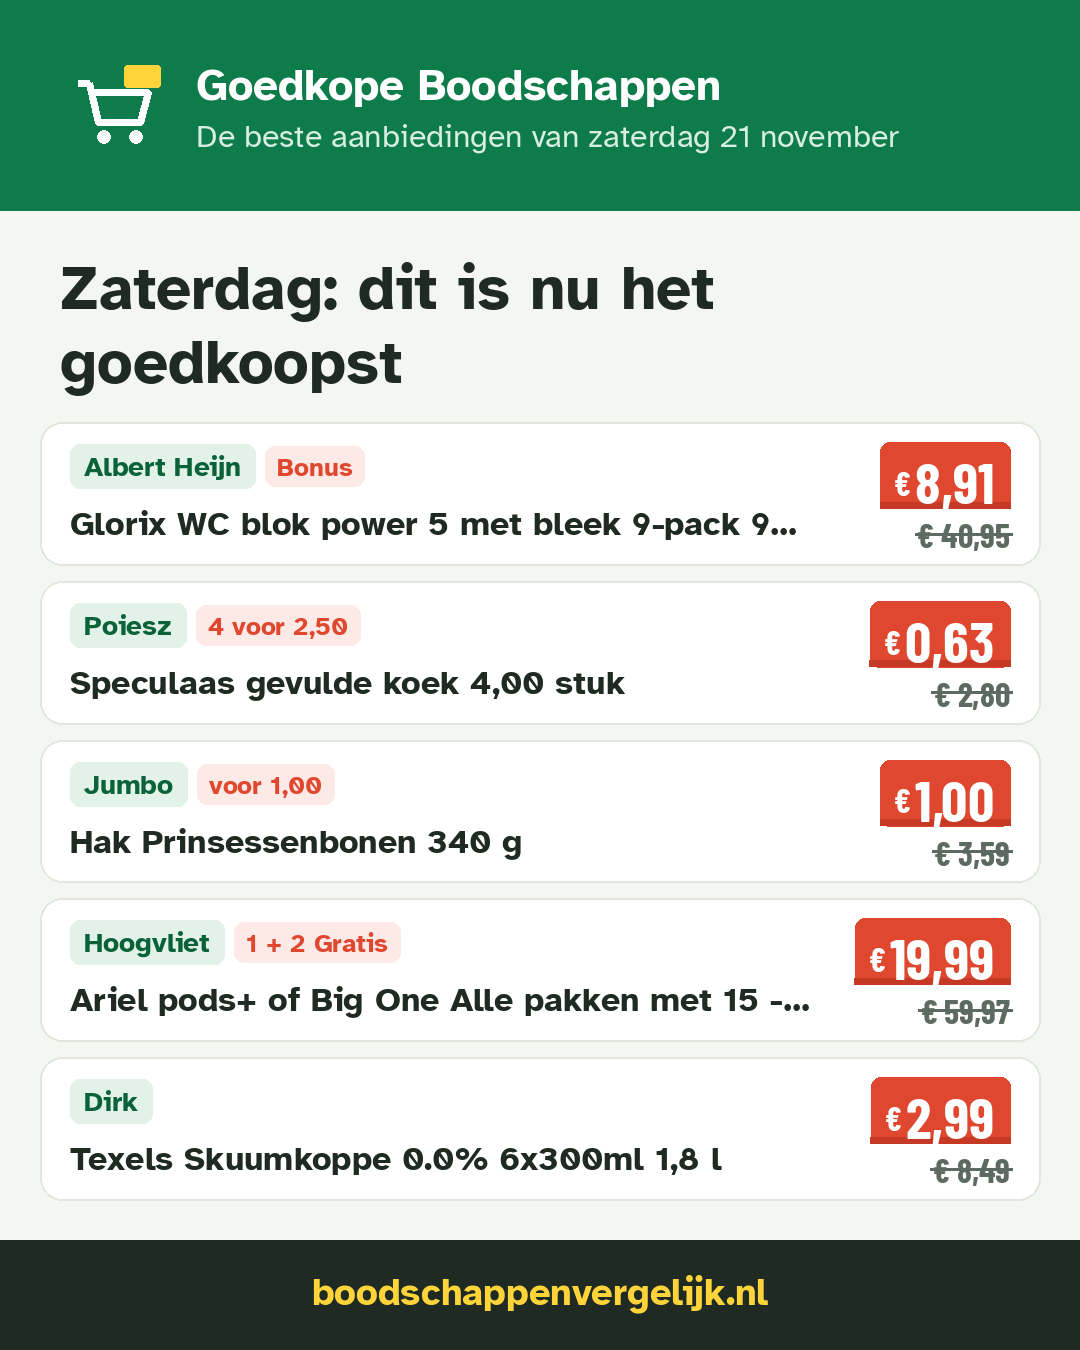 Goedkope Boodschappen
De beste aanbiedingen van zaterdag 21 november
Zaterdag: dit is nu het
goedkoopst
Albert Heijn Bonus
Glorix WC blok power 5 met bleek 9-pack 9...
€ 8,91
€ 40,95
Poiesz 4 voor 2,50
Speculaas gevulde koek 4,00 stuk
€ 0,63
€ 2,80
Jumbo voor 1,00
Hak Prinsessenbonen 340 g
€ 1,00
€ 3,59
Hoogvliet 1 + 2 Gratis
Ariel pods+ of Big One Alle pakken met 15 -...
€ 19,99
€ 59,97
Dirk
Texels Skuumkoppe 0.0% 6x300ml 1,8 l
€ 2,99
€ 8,49
boodschappenvergelijk.nl